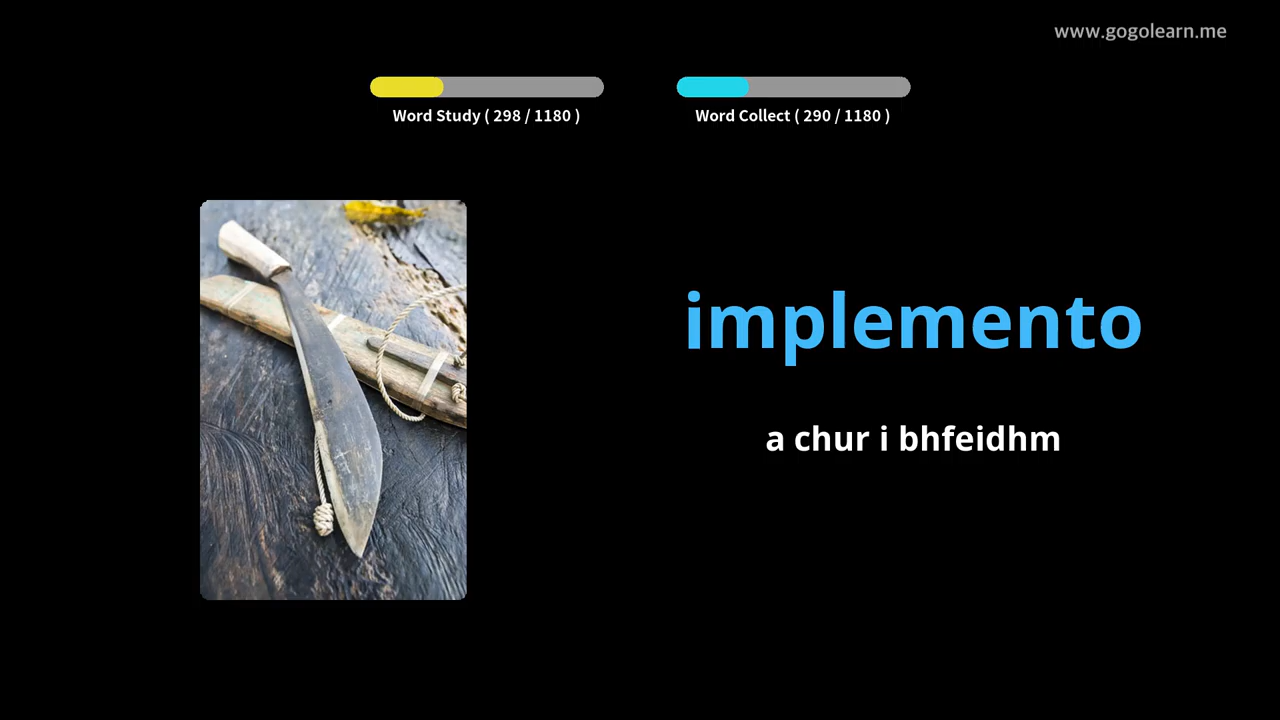 www.gogolearn.me
Word Study ( 298 / 1180 )
Word Collect ( 290 / 1180 )
implemento
a chur i bhfeidhm